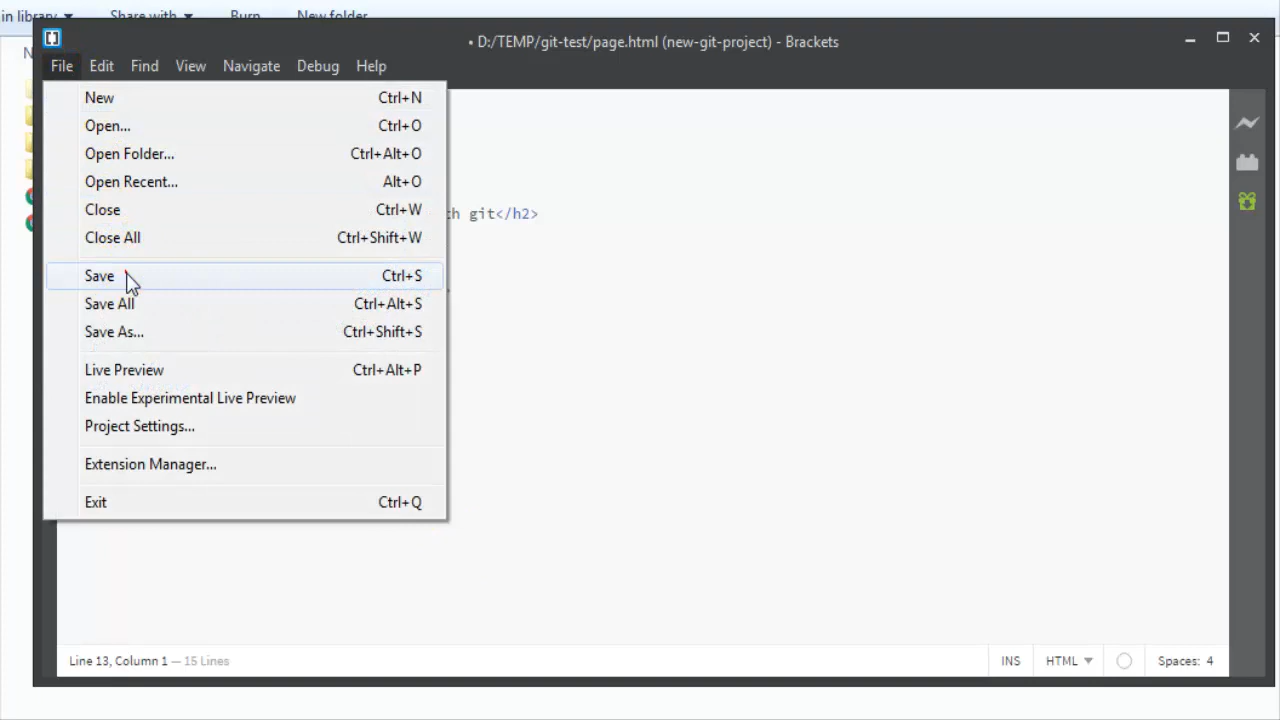 in library Share with Burn New folder
• D:/TEMP/git-test/page.html (new-git-project) - Brackets
File Edit Find View Navigate Debug Help
New Ctrl+N
Open... Ctrl+O
Open Folder... Ctrl+Alt+O
Open Recent... Alt+O
Close Ctrl+W
git</h2>
Close All Ctrl+Shift+W
Save Ctrl+S
Save All Ctrl+Alt+S
Save As... Ctrl+Shift+S
Live Preview Ctrl+Alt+P
Enable Experimental Live Preview
Project Settings...
Extension Manager...
Exit Ctrl+Q
Line 13, Column 1 — 15 Lines INS HTML Spaces: 4